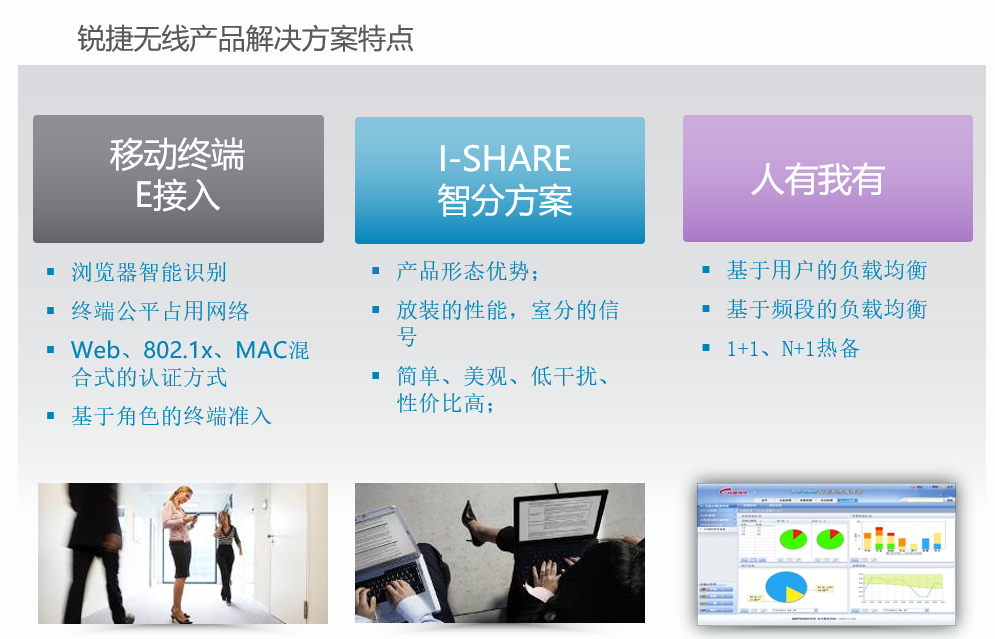 锐捷无线产品解决方案特点
移动终端
E接入
▪ 浏览器智能识别
▪ 终端公平占用网络
▪ Web、802.1x、MAC混
合式的认证方式
▪ 基于角色的终端准入
I-SHARE
智分方案
▪ 产品形态优势；
▪ 放装的性能，室分的信
号
▪ 简单、美观、低干扰、
性价比高；
人有我有
▪ 基于用户的负载均衡
▪ 基于频段的负载均衡
▪ 1+1、N+1热备